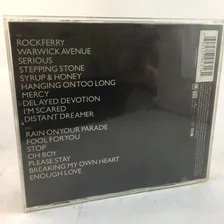 ROCKFERRY
WARWICK AVENUE
SERIOUS
STEPPING STONE
SYRUP & HONEY
HANGING ON TOO LONG
MERCY
DELAYED DEVOTION
I'M SCARED
DISTANT DREAMER
RAIN ON YOUR PARADE
FOOL FOR YOU
STOP
OH BOY
PLEASE STAY
BREAKING MY OWN HEART
ENOUGH LOVE